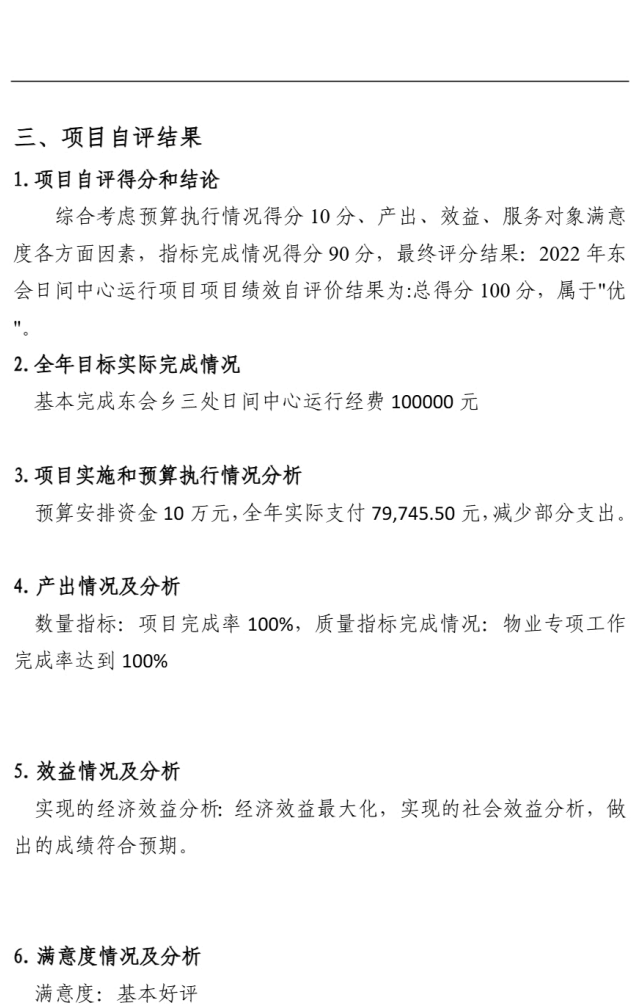 三、项目自评结果
1. 项目自评得分和结论
综合考虑预算执行情况得分 10 分、产出、效益、服务对象满意
度各方面因素，指标完成情况得分 90 分，最终评分结果：2022 年东
会日间中心运行项目项目绩效自评价结果为:总得分 100 分，属于"优
"。
2. 全年目标实际完成情况
基本完成东会乡三处日间中心运行经费 100000 元
3. 项目实施和预算执行情况分析
预算安排资金 10 万元，全年实际支付 79,745.50 元，减少部分支出。
4. 产出情况及分析
数量指标：项目完成率 100%，质量指标完成情况：物业专项工作
完成率达到 100%
5. 效益情况及分析
实现的经济效益分析：经济效益最大化，实现的社会效益分析，做
出的成绩符合预期。
6. 满意度情况及分析
满意度：基本好评